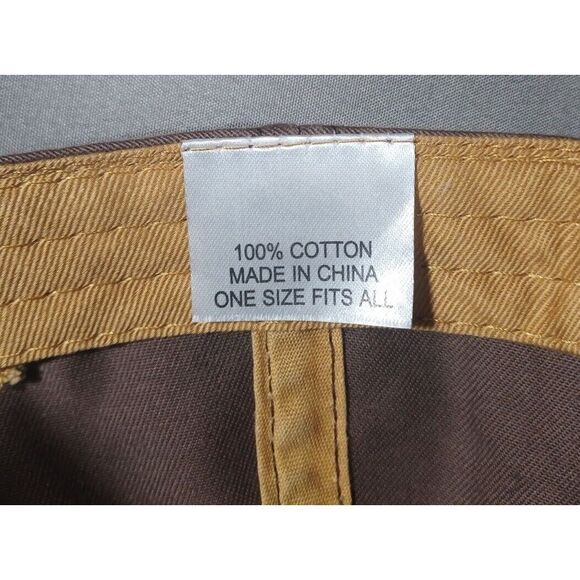 100% COTTON
MADE IN CHINA
ONE SIZE FITS ALL